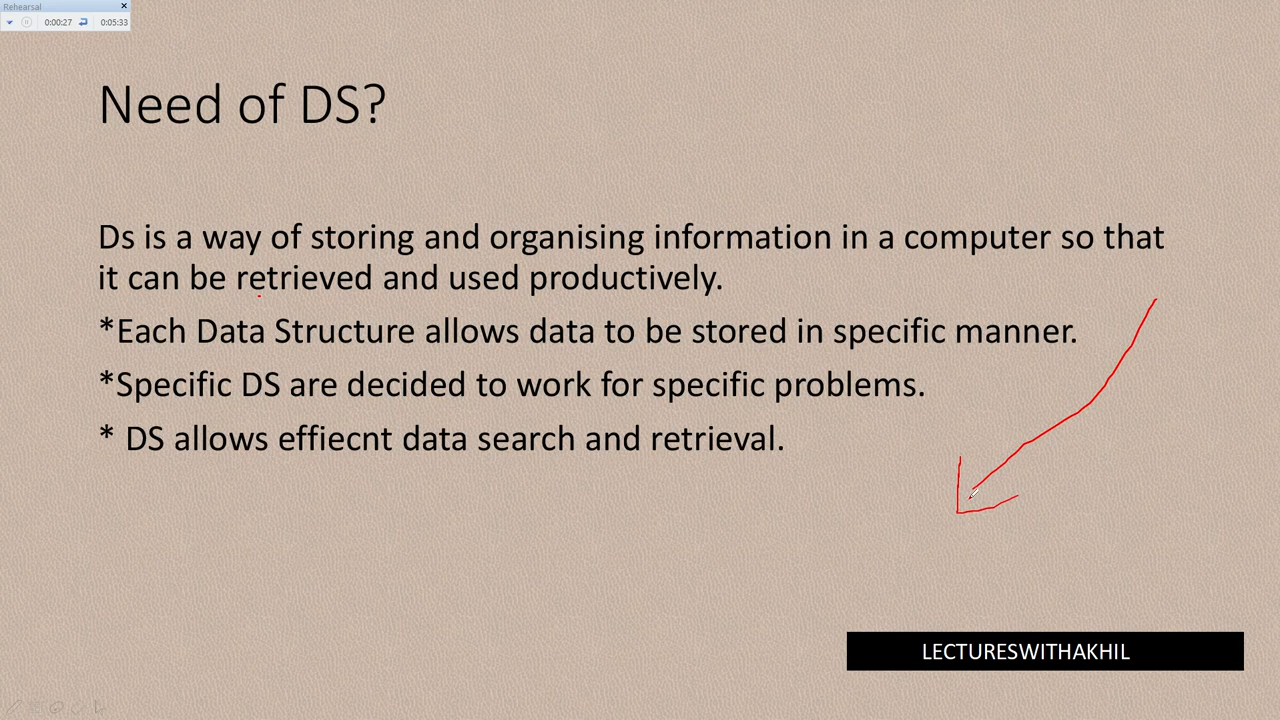 Rehearsal
0:00:27 0:05:33
Need of DS?
Ds is a way of storing and organising information in a computer so that
it can be retrieved and used productively.
*Each Data Structure allows data to be stored in specific manner.
*Specific DS are decided to work for specific problems.
* DS allows effiecnt data search and retrieval.
LECTURESWITHAKHIL